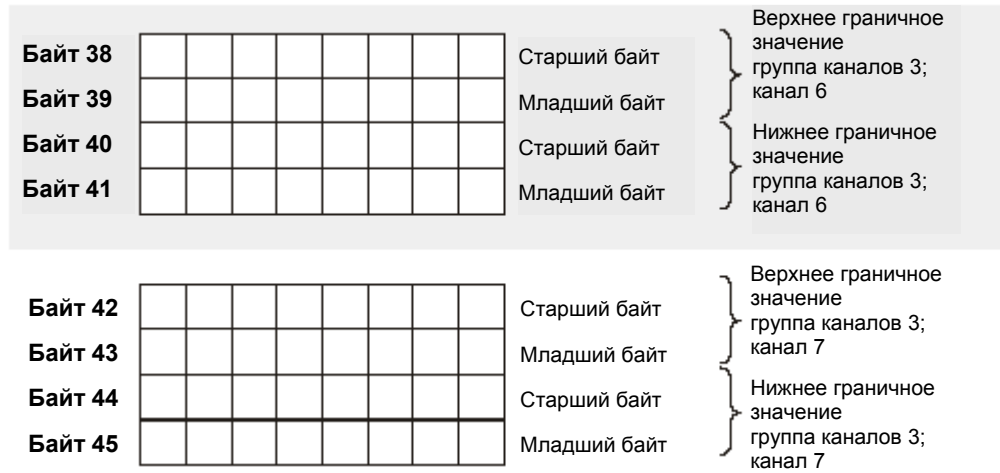 Байт 38
Старший байт
Верхнее граничное
значение
группа каналов 3;
канал 6
Байт 39
Младший байт
Байт 40
Старший байт
Нижнее граничное
значение
группа каналов 3;
канал 6
Байт 41
Младший байт
Байт 42
Старший байт
Верхнее граничное
значение
группа каналов 3;
канал 7
Байт 43
Младший байт
Байт 44
Старший байт
Нижнее граничное
значение
группа каналов 3;
канал 7
Байт 45
Младший байт